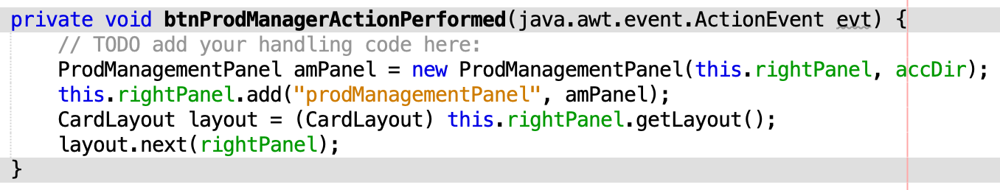 private void btnProdManagerActionPerformed(java.awt.event.ActionEvent evt) {
    // TODO add your handling code here:
    ProdManagementPanel amPanel = new ProdManagementPanel(this.rightPanel, accDir);
    this.rightPanel.add("prodManagementPanel", amPanel);
    CardLayout layout = (CardLayout) this.rightPanel.getLayout();
    layout.next(rightPanel);
}